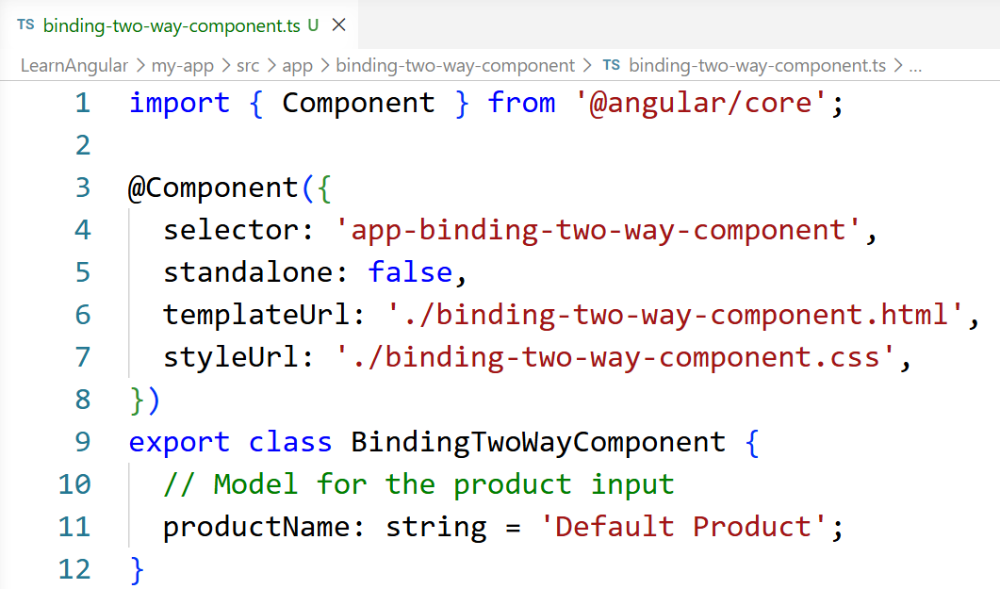 TS binding-two-way-component.ts U ×
LearnAngular > my-app > src > app > binding-two-way-component > TS binding-two-way-component.ts > ...
1 import { Component } from '@angular/core';
2
3 @Component({
4   selector: 'app-binding-two-way-component',
5   standalone: false,
6   templateUrl: './binding-two-way-component.html',
7   styleUrl: './binding-two-way-component.css',
8 })
9 export class BindingTwoWayComponent {
10   // Model for the product input
11   productName: string = 'Default Product';
12 }